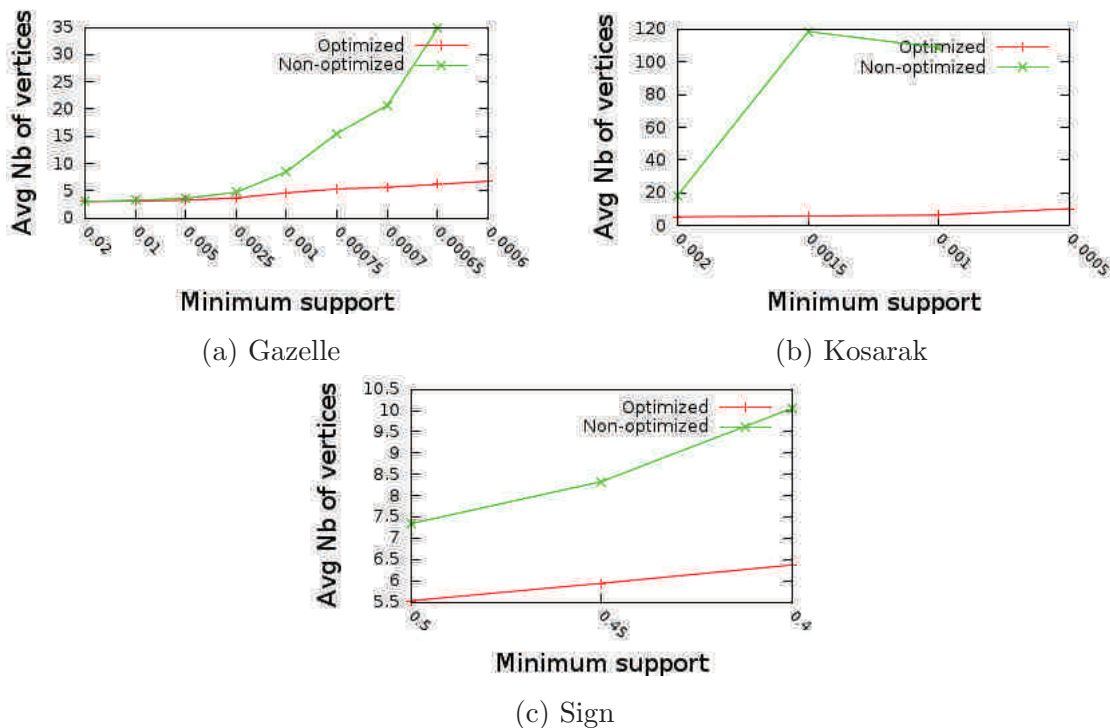 Avg Nb of vertices
35
30
25
20
15
10
5
0
Optimized
Non-optimized
0.02
0.01
0.005
0.0025
0.001
0.00075
0.0007
0.00065
0.0006
Minimum support
(a) Gazelle
Avg Nb of vertices
120
100
80
60
40
20
0
Optimized
Non-optimized
0.002
0.0015
0.001
0.0005
Minimum support
(b) Kosarak
Avg Nb of vertices
10.5
10
9.5
9
8.5
8
7.5
7
6.5
6
5.5
Optimized
Non-optimized
0.5
0.45
0.4
Minimum support
(c) Sign